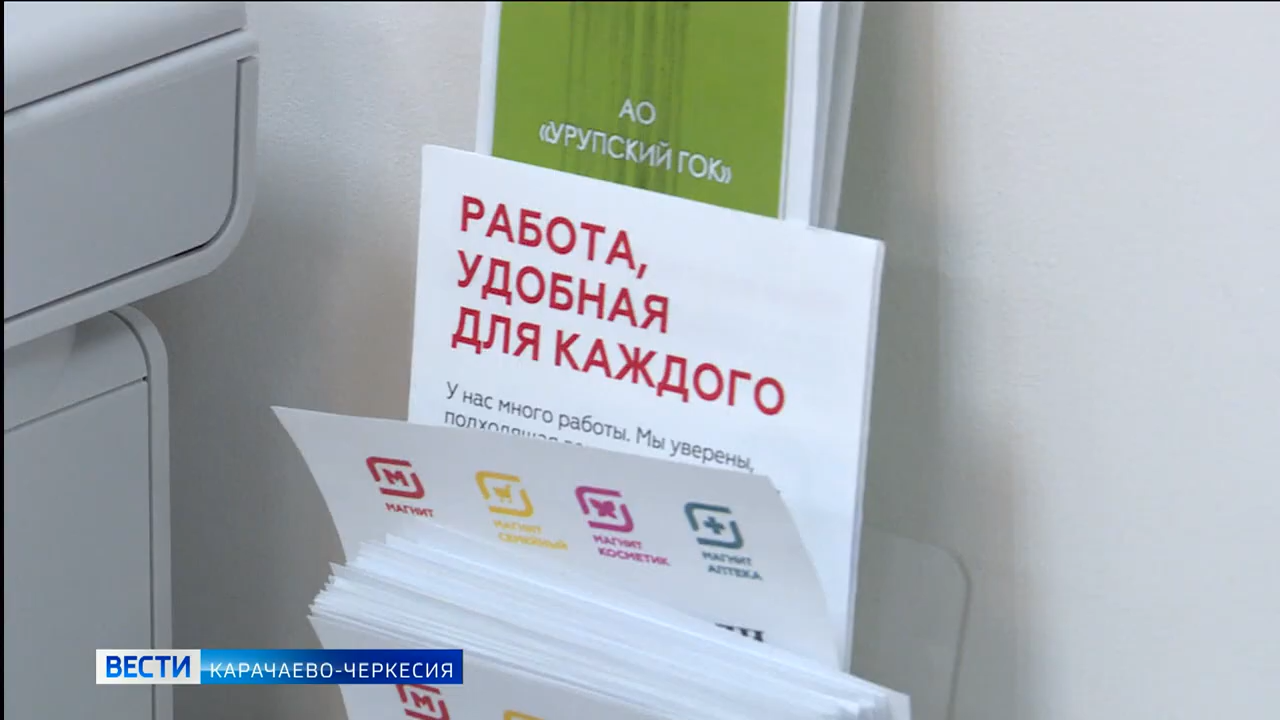 АО
«УРУПСКИЙ ГОК»
РАБОТА,
УДОБНАЯ
ДЛЯ КАЖДОГО
У нас много работы. Мы уверены,
подходящая
МАГНИТ
МАГНИТ
СЕМЕЙНЫЙ
МАГНИТ
КОСМЕТИК
МАГНИТ
АПТЕКА
ВЕСТИ КАРАЧАЕВО-ЧЕРКЕСИЯ